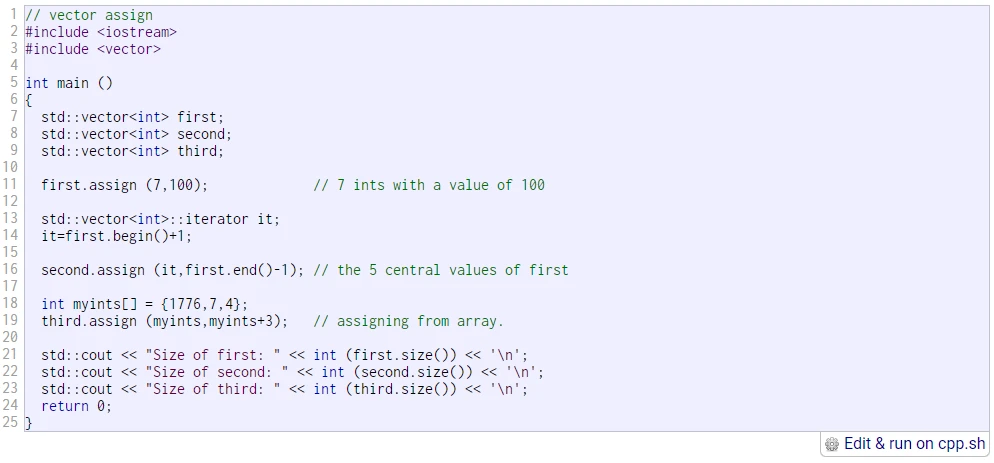 1 // vector assign
2 #include <iostream>
3 #include <vector>
4
5 int main ()
6 {
7   std::vector<int> first;
8   std::vector<int> second;
9   std::vector<int> third;
10
11   first.assign (7,100);             // 7 ints with a value of 100
12
13   std::vector<int>::iterator it;
14   it=first.begin()+1;
15
16   second.assign (it,first.end()-1); // the 5 central values of first
17
18   int myints[] = {1776,7,4};
19   third.assign (myints,myints+3);   // assigning from array.
20
21   std::cout << "Size of first: " << int (first.size()) << '\n';
22   std::cout << "Size of second: " << int (second.size()) << '\n';
23   std::cout << "Size of third: " << int (third.size()) << '\n';
24   return 0;
25 }
Edit & run on cpp.sh